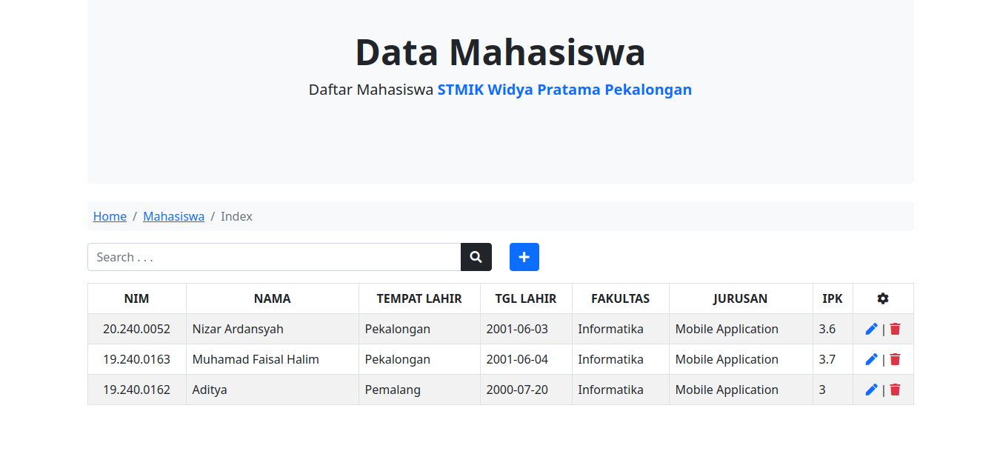 Data Mahasiswa
Daftar Mahasiswa STMIK Widya Pratama Pekalongan
Home / Mahasiswa / Index
Search . . .
NIM NAMA TEMPAT LAHIR TGL LAHIR FAKULTAS JURUSAN IPK
20.240.0052 Nizar Ardansyah Pekalongan 2001-06-03 Informatika Mobile Application 3.6 |
19.240.0163 Muhamad Faisal Halim Pekalongan 2001-06-04 Informatika Mobile Application 3.7 |
19.240.0162 Aditya Pemalang 2000-07-20 Informatika Mobile Application 3 |